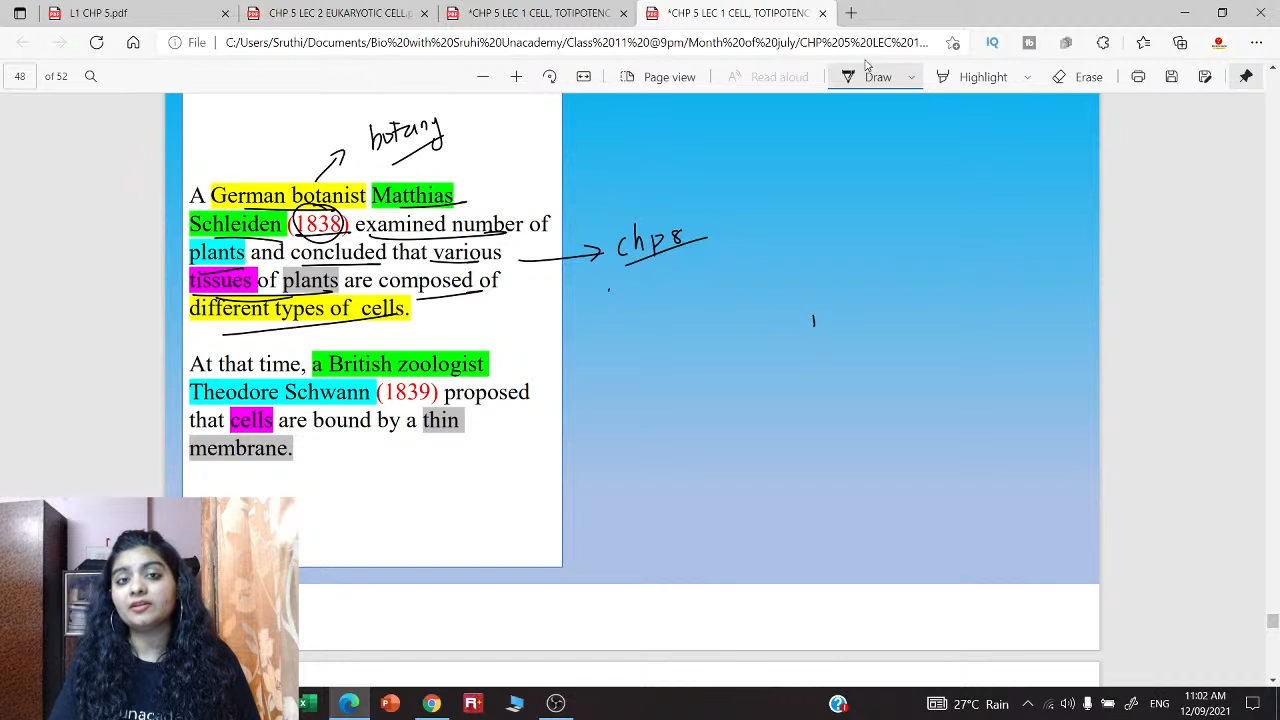 L1 CHP 5.pdf
CHP 5 LEC 2 EUKARYOTIC CELL.p
*CHP 5 LEC 1 CELL, TOTIPOTENC
*CHP 5 LEC 1 CELL, TOTIPOTENC
File
C:/Users/Sruthi/Documents/Bio%20with%20Sruhi%20Unacademy/Class%2011%20@9pm/Month%20of%20july/CHP%205%20LEC%201...
48 of 52
Page view
Read aloud
Draw
Highlight
Erase
botany
A German botanist Matthias
Schleiden (1838) examined number of
plants and concluded that various
tissues of plants are composed of
different types of cells.
chp 8
At that time, a British zoologist
Theodore Schwann (1839) proposed
that cells are bound by a thin
membrane.
unacade
27°C Rain
ENG
11:02 AM
12/09/2021